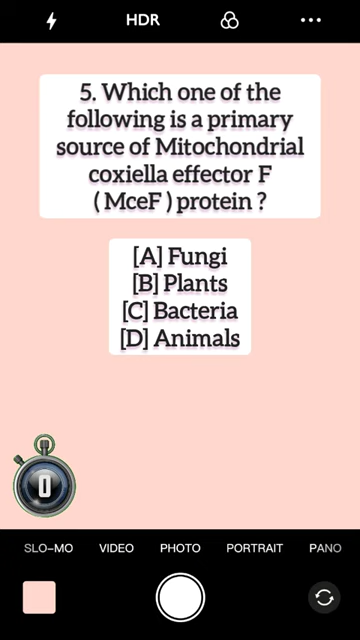 HDR
5. Which one of the
following is a primary
source of Mitochondrial
coxiella effector F
( MceF ) protein ?
[A] Fungi
[B] Plants
[C] Bacteria
[D] Animals
0
SLO-MO VIDEO PHOTO PORTRAIT PANO